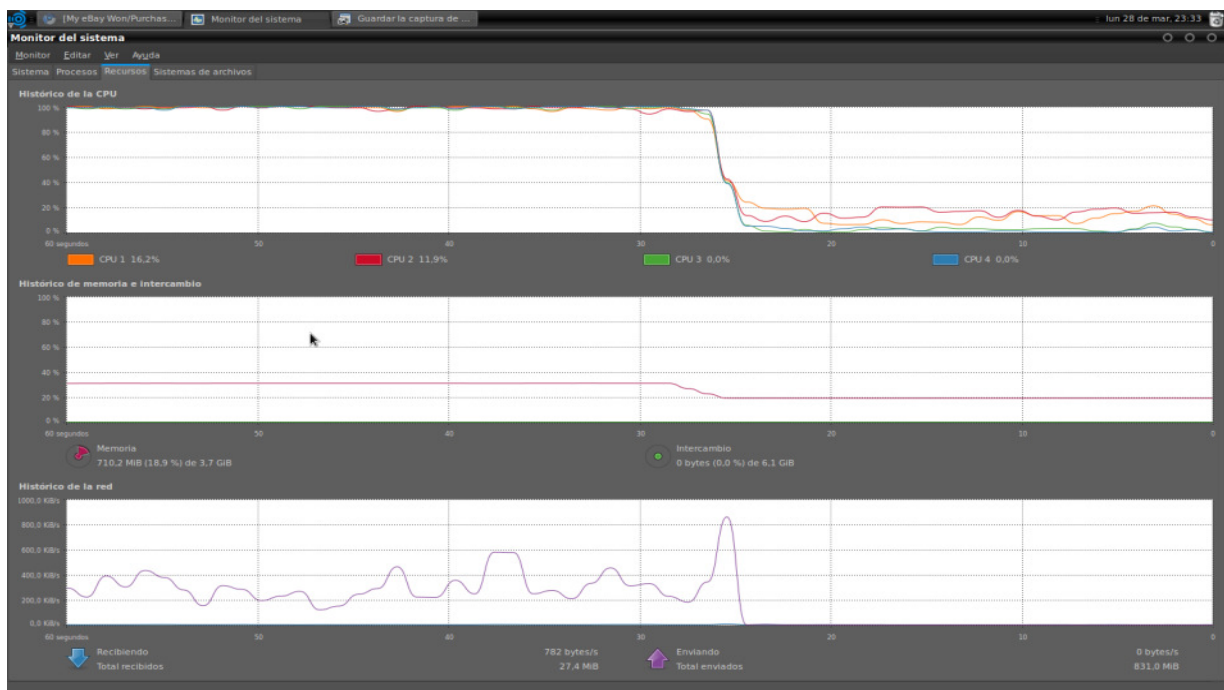 [My eBay Won/Purchas... Monitor del sistema Guardar la captura de ... lun 28 de mar, 23:33
Monitor del sistema
Monitor Editar Ver Ayuda
Sistema Procesos Recursos Sistemas de archivos
Histórico de la CPU
100 %
80 %
60 %
40 %
20 %
0 %
60 segundos 50 40 30 20 10 0
CPU 1 16,2% CPU 2 11,9% CPU 3 0,0% CPU 4 0,0%
Histórico de memoria e intercambio
100 %
80 %
60 %
40 %
20 %
0 %
60 segundos 50 40 30 20 10 0
Memoria Intercambio
710,2 MiB (18,9 %) de 3,7 GiB 0 bytes (0,0 %) de 6,1 GiB
Histórico de la red
1000,0 KiB/s
800,0 KiB/s
600,0 KiB/s
400,0 KiB/s
200,0 KiB/s
0,0 KiB/s
60 segundos 50 40 30 20 10 0
Recibiendo 782 bytes/s Enviando 0 bytes/s
Total recibidos 27,4 MiB Total enviados 831,0 MiB